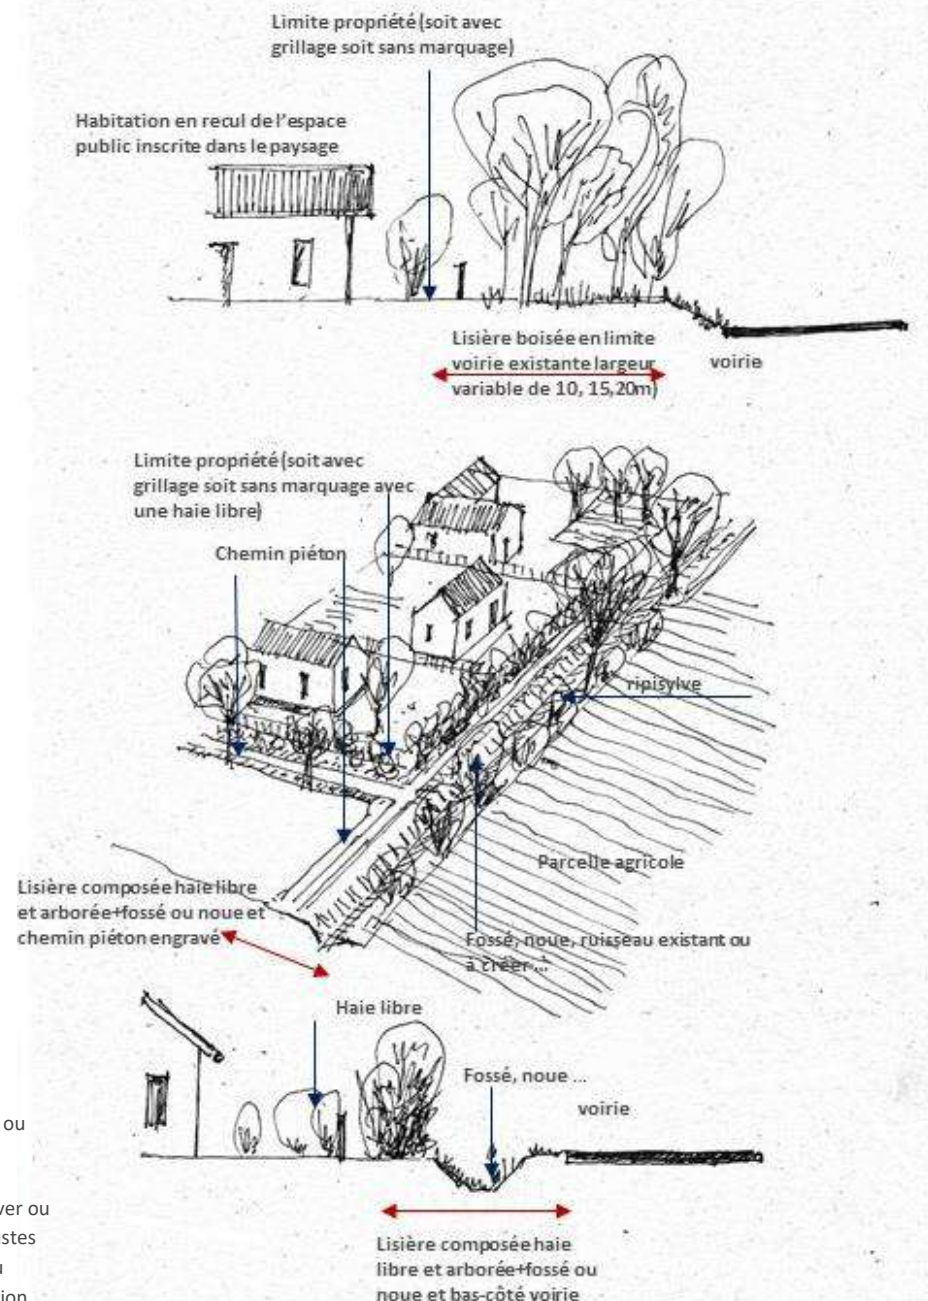 Limite propriété (soit avec
grillage soit sans marquage)
Habitation en recul de l'espace
public inscrite dans le paysage
Lisière boisée en limite
voirie existante largeur
variable de 10, 15,20m)
voirie
Limite propriété (soit avec
grillage soit sans marquage avec
une haie libre)
Chemin piéton
ripisylve
Parcelle agricole
Lisière composée haie libre
et arborée+fossé ou noue et
chemin piéton engravé
Fossé, noue, ruisseau existant ou
à créer ...
Haie libre
Fossé, noue ...
voirie
ou
ver ou
stes
Lisière composée haie
libre et arborée+fossé ou
noue et bas-côté voirie